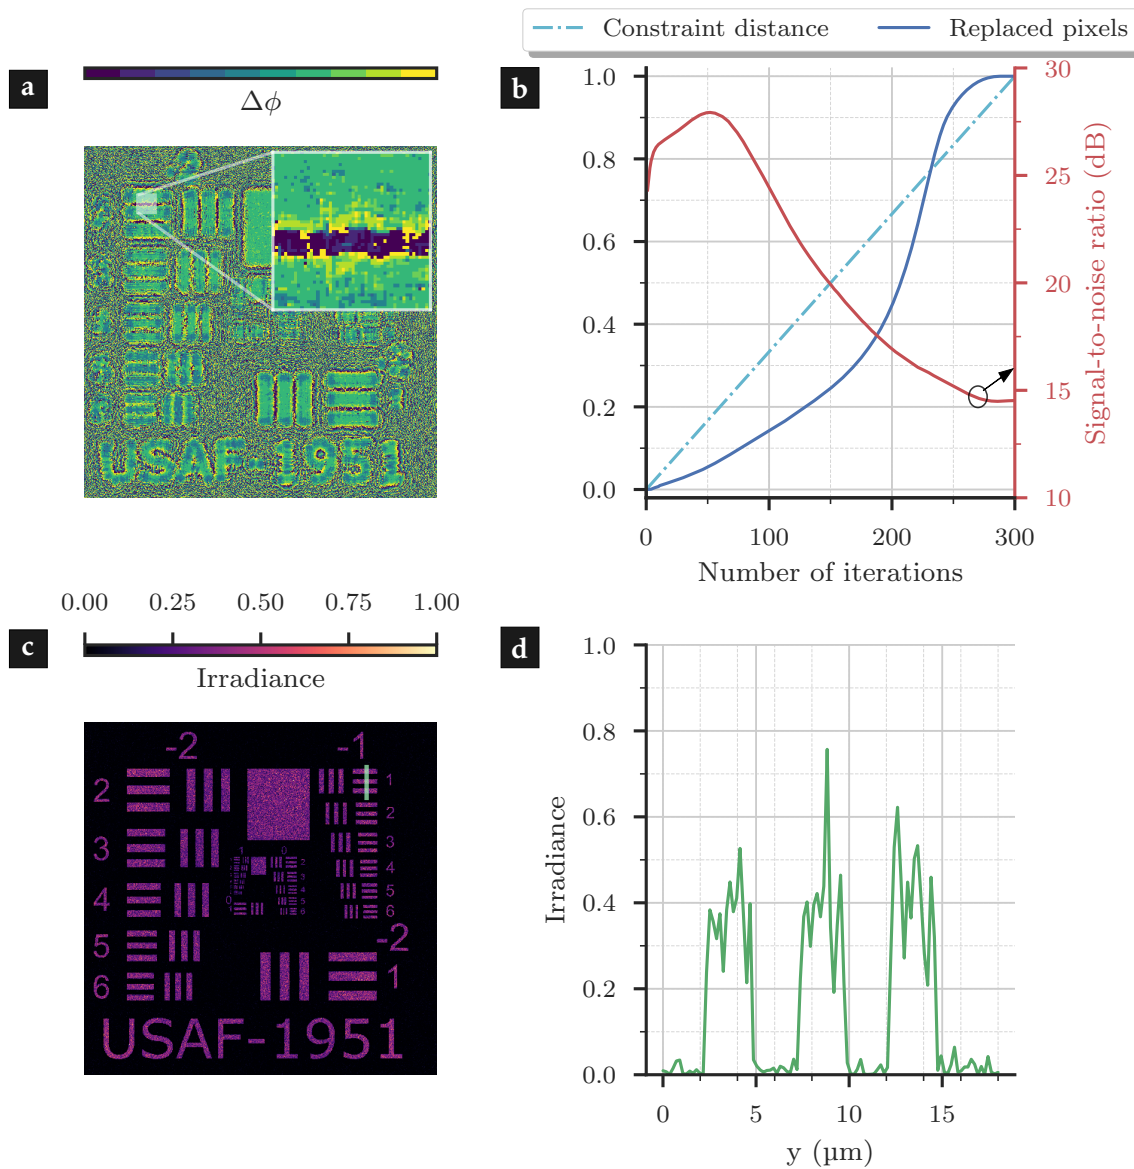 Constraint distance Replaced pixels
a
Δϕ
USAF-1951
b
1.0
0.8
0.6
0.4
0.2
0.0
0 100 200 300
Number of iterations
30
25
20
15
10
Signal-to-noise ratio (dB)
c
0.00 0.25 0.50 0.75 1.00
Irradiance
-2 -1
2
3
4
5
6
1
2
3
4
5
6
1 0
-2
1
USAF-1951
d
1.0
0.8
0.6
0.4
0.2
0.0
Irradiance
0 5 10 15
y (µm)